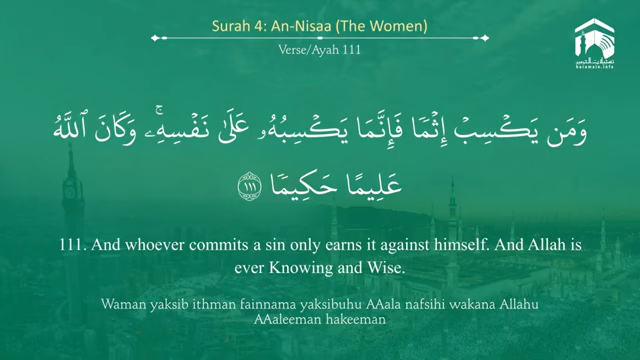 Surah 4: An-Nisaa (The Women)
Verse/Ayah 111
وَمَن يَكْسِبْ إِثْمًا فَإِنَّمَا يَكْسِبُهُۥ عَلَىٰ نَفْسِهِۦ ۚ وَكَانَ ٱللَّهُ
عَلِيمًا حَكِيمًا ١١١
111. And whoever commits a sin only earns it against himself. And Allah is
ever Knowing and Wise.
Waman yaksib ithman fainnama yaksibuhu AAala nafsihi wakana Allahu
AAaleeman hakeeman